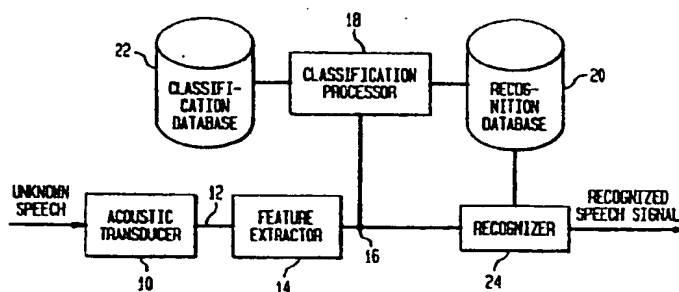 18
22
CLASSIFI-
CATION
DATABASE
CLASSIFICATION
PROCESSOR
RECOG-
NITION
DATABASE
20
UNKNOWN
SPEECH
12
ACOUSTIC
TRANSDUCER
10
FEATURE
EXTRACTOR
14
16
RECOGNIZER
24
RECOGNIZED
SPEECH SIGNAL